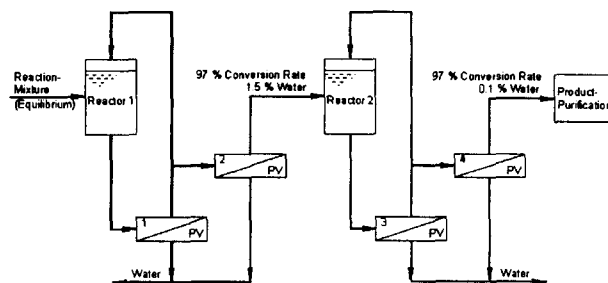 Reaction-
Mixture
(Equilibrium)
Reactor 1
97 % Conversion Rate
1.5 % Water
Reactor 2
97 % Conversion Rate
0.1 % Water
Product-
Purification
2
PV
4
PV
1
PV
3
PV
Water
Water